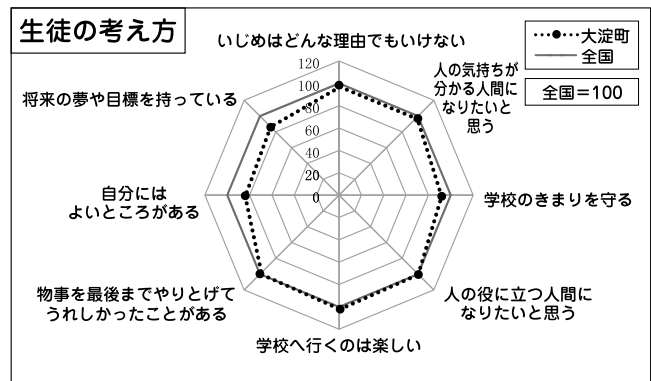 生徒の考え方
大淀町
全国
全国＝100
いじめはどんな理由でもいけない
人の気持ちが
分かる人間に
なりたいと
思う
学校のきまりを守る
人の役に立つ人間に
なりたいと思う
学校へ行くのは楽しい
物事を最後までやりとげて
うれしかったことがある
自分には
よいところがある
将来の夢や目標を持っている
120
100
80
60
40
20
0